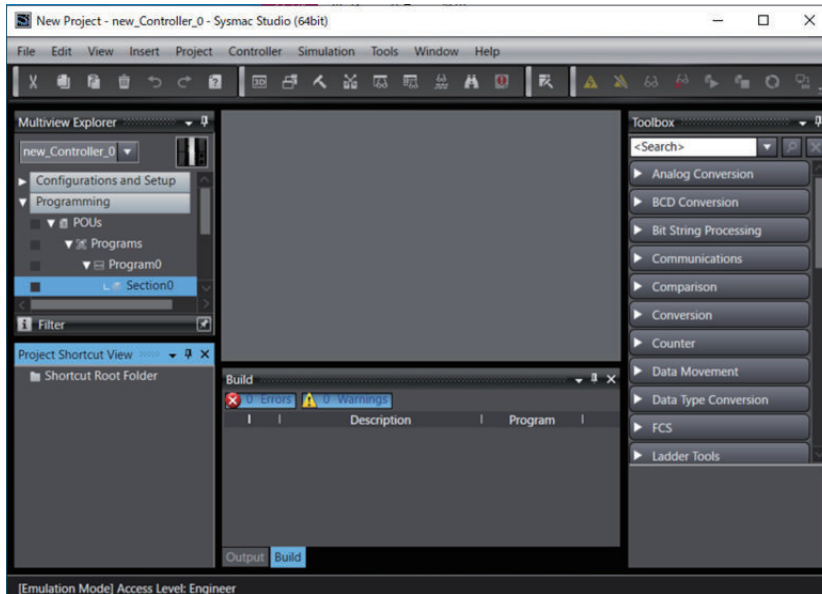 New Project - new_Controller_0 - Sysmac Studio (64bit)
File Edit View Insert Project Controller Simulation Tools Window Help
Multiview Explorer
new_Controller_0
Configurations and Setup
Programming
POUs
Programs
Program0
Section0
Filter
Project Shortcut View
Shortcut Root Folder
Build
0 Errors 0 Warnings
Description Program
Output Build
Toolbox
<Search>
Analog Conversion
BCD Conversion
Bit String Processing
Communications
Comparison
Conversion
Counter
Data Movement
Data Type Conversion
FCS
Ladder Tools
[Emulation Mode] Access Level: Engineer